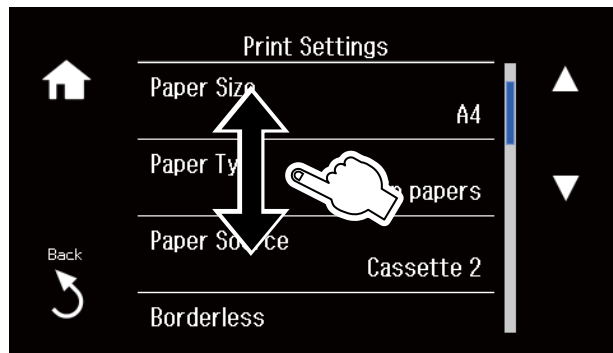 Print Settings
Paper Size
A4
Paper
papers
Paper
Cassette 2
Back
Borderless